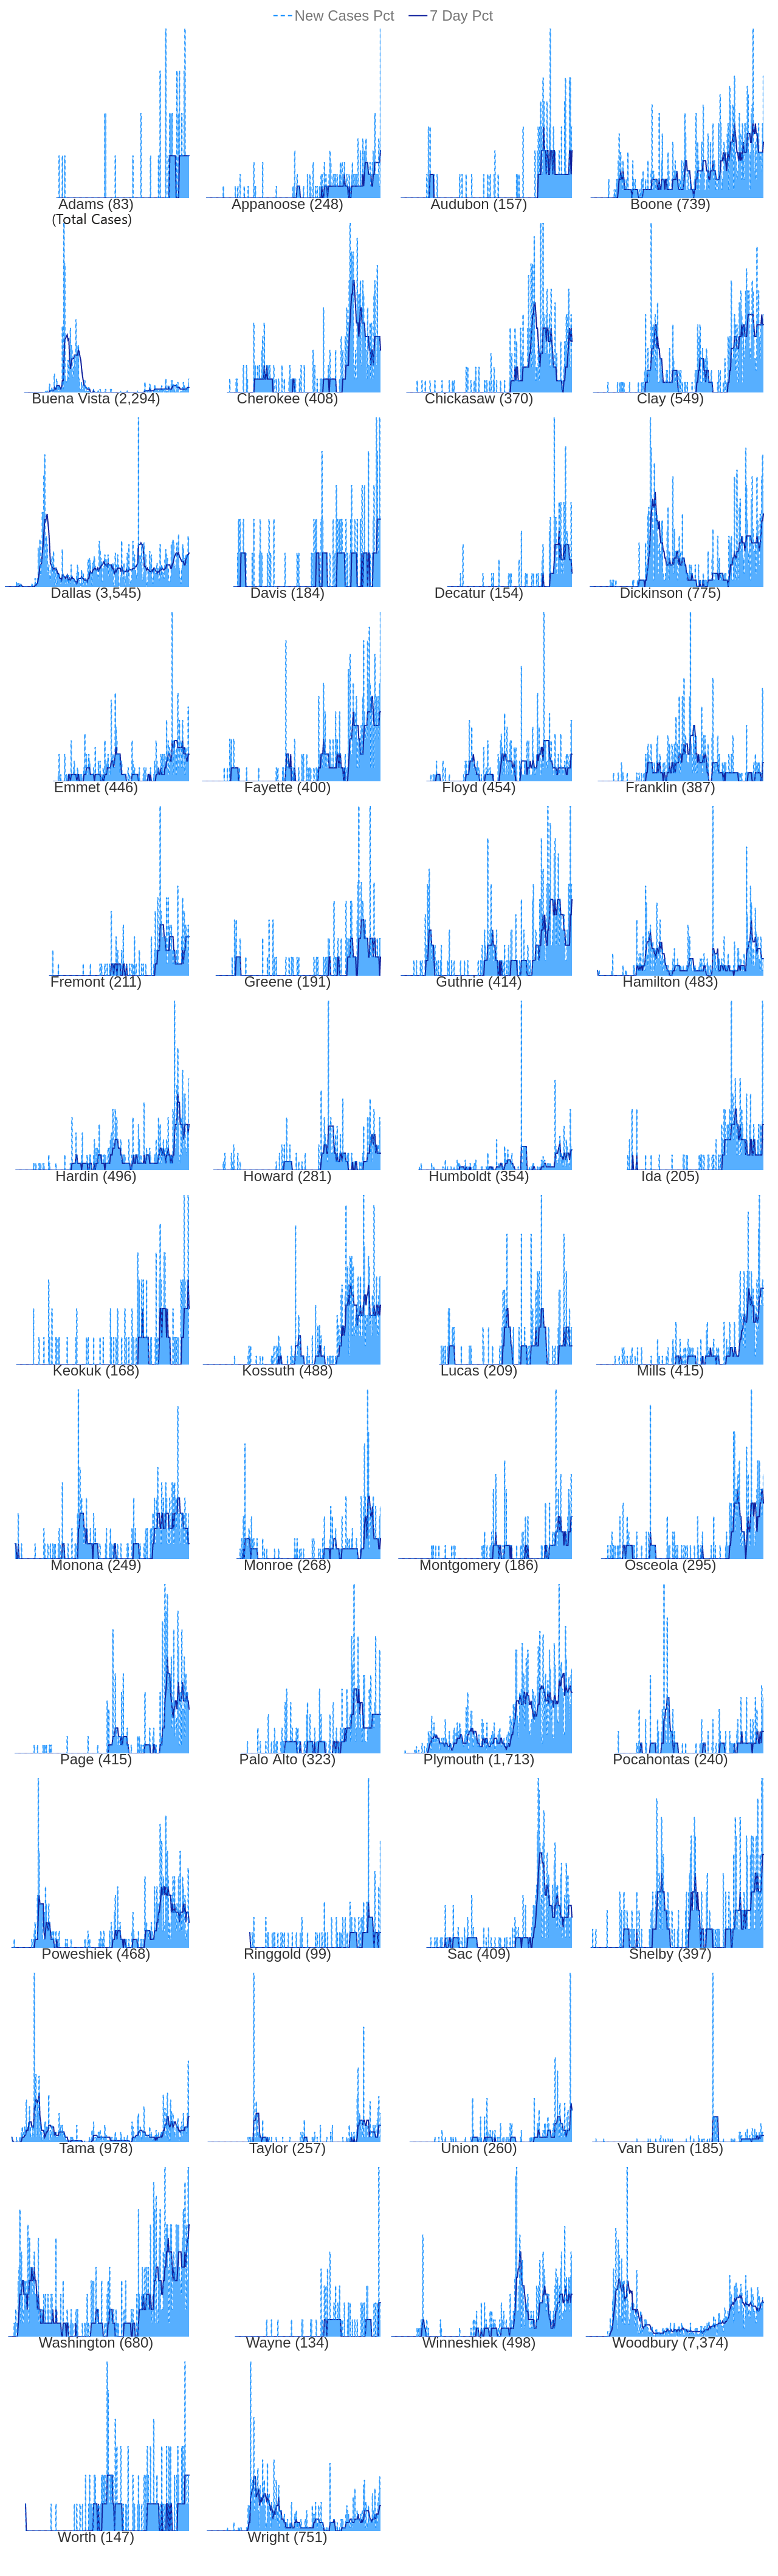 New Cases Pct 7 Day Pct
Adams (83) Appanoose (248) Audubon (157) Boone (739)
(Total Cases)
Buena Vista (2,294) Cherokee (408) Chickasaw (370) Clay (549)
Dallas (3,545) Davis (184) Decatur (154) Dickinson (775)
Emmet (446) Fayette (400) Floyd (454) Franklin (387)
Fremont (211) Greene (191) Guthrie (414) Hamilton (483)
Hardin (496) Howard (281) Humboldt (354) Ida (205)
Keokuk (168) Kossuth (488) Lucas (209) Mills (415)
Monona (249) Monroe (268) Montgomery (186) Osceola (295)
Page (415) Palo Alto (323) Plymouth (1,713) Pocahontas (240)
Poweshiek (468) Ringgold (99) Sac (409) Shelby (397)
Tama (978) Taylor (257) Union (260) Van Buren (185)
Washington (680) Wayne (134) Winneshiek (498) Woodbury (7,374)
Worth (147) Wright (751)